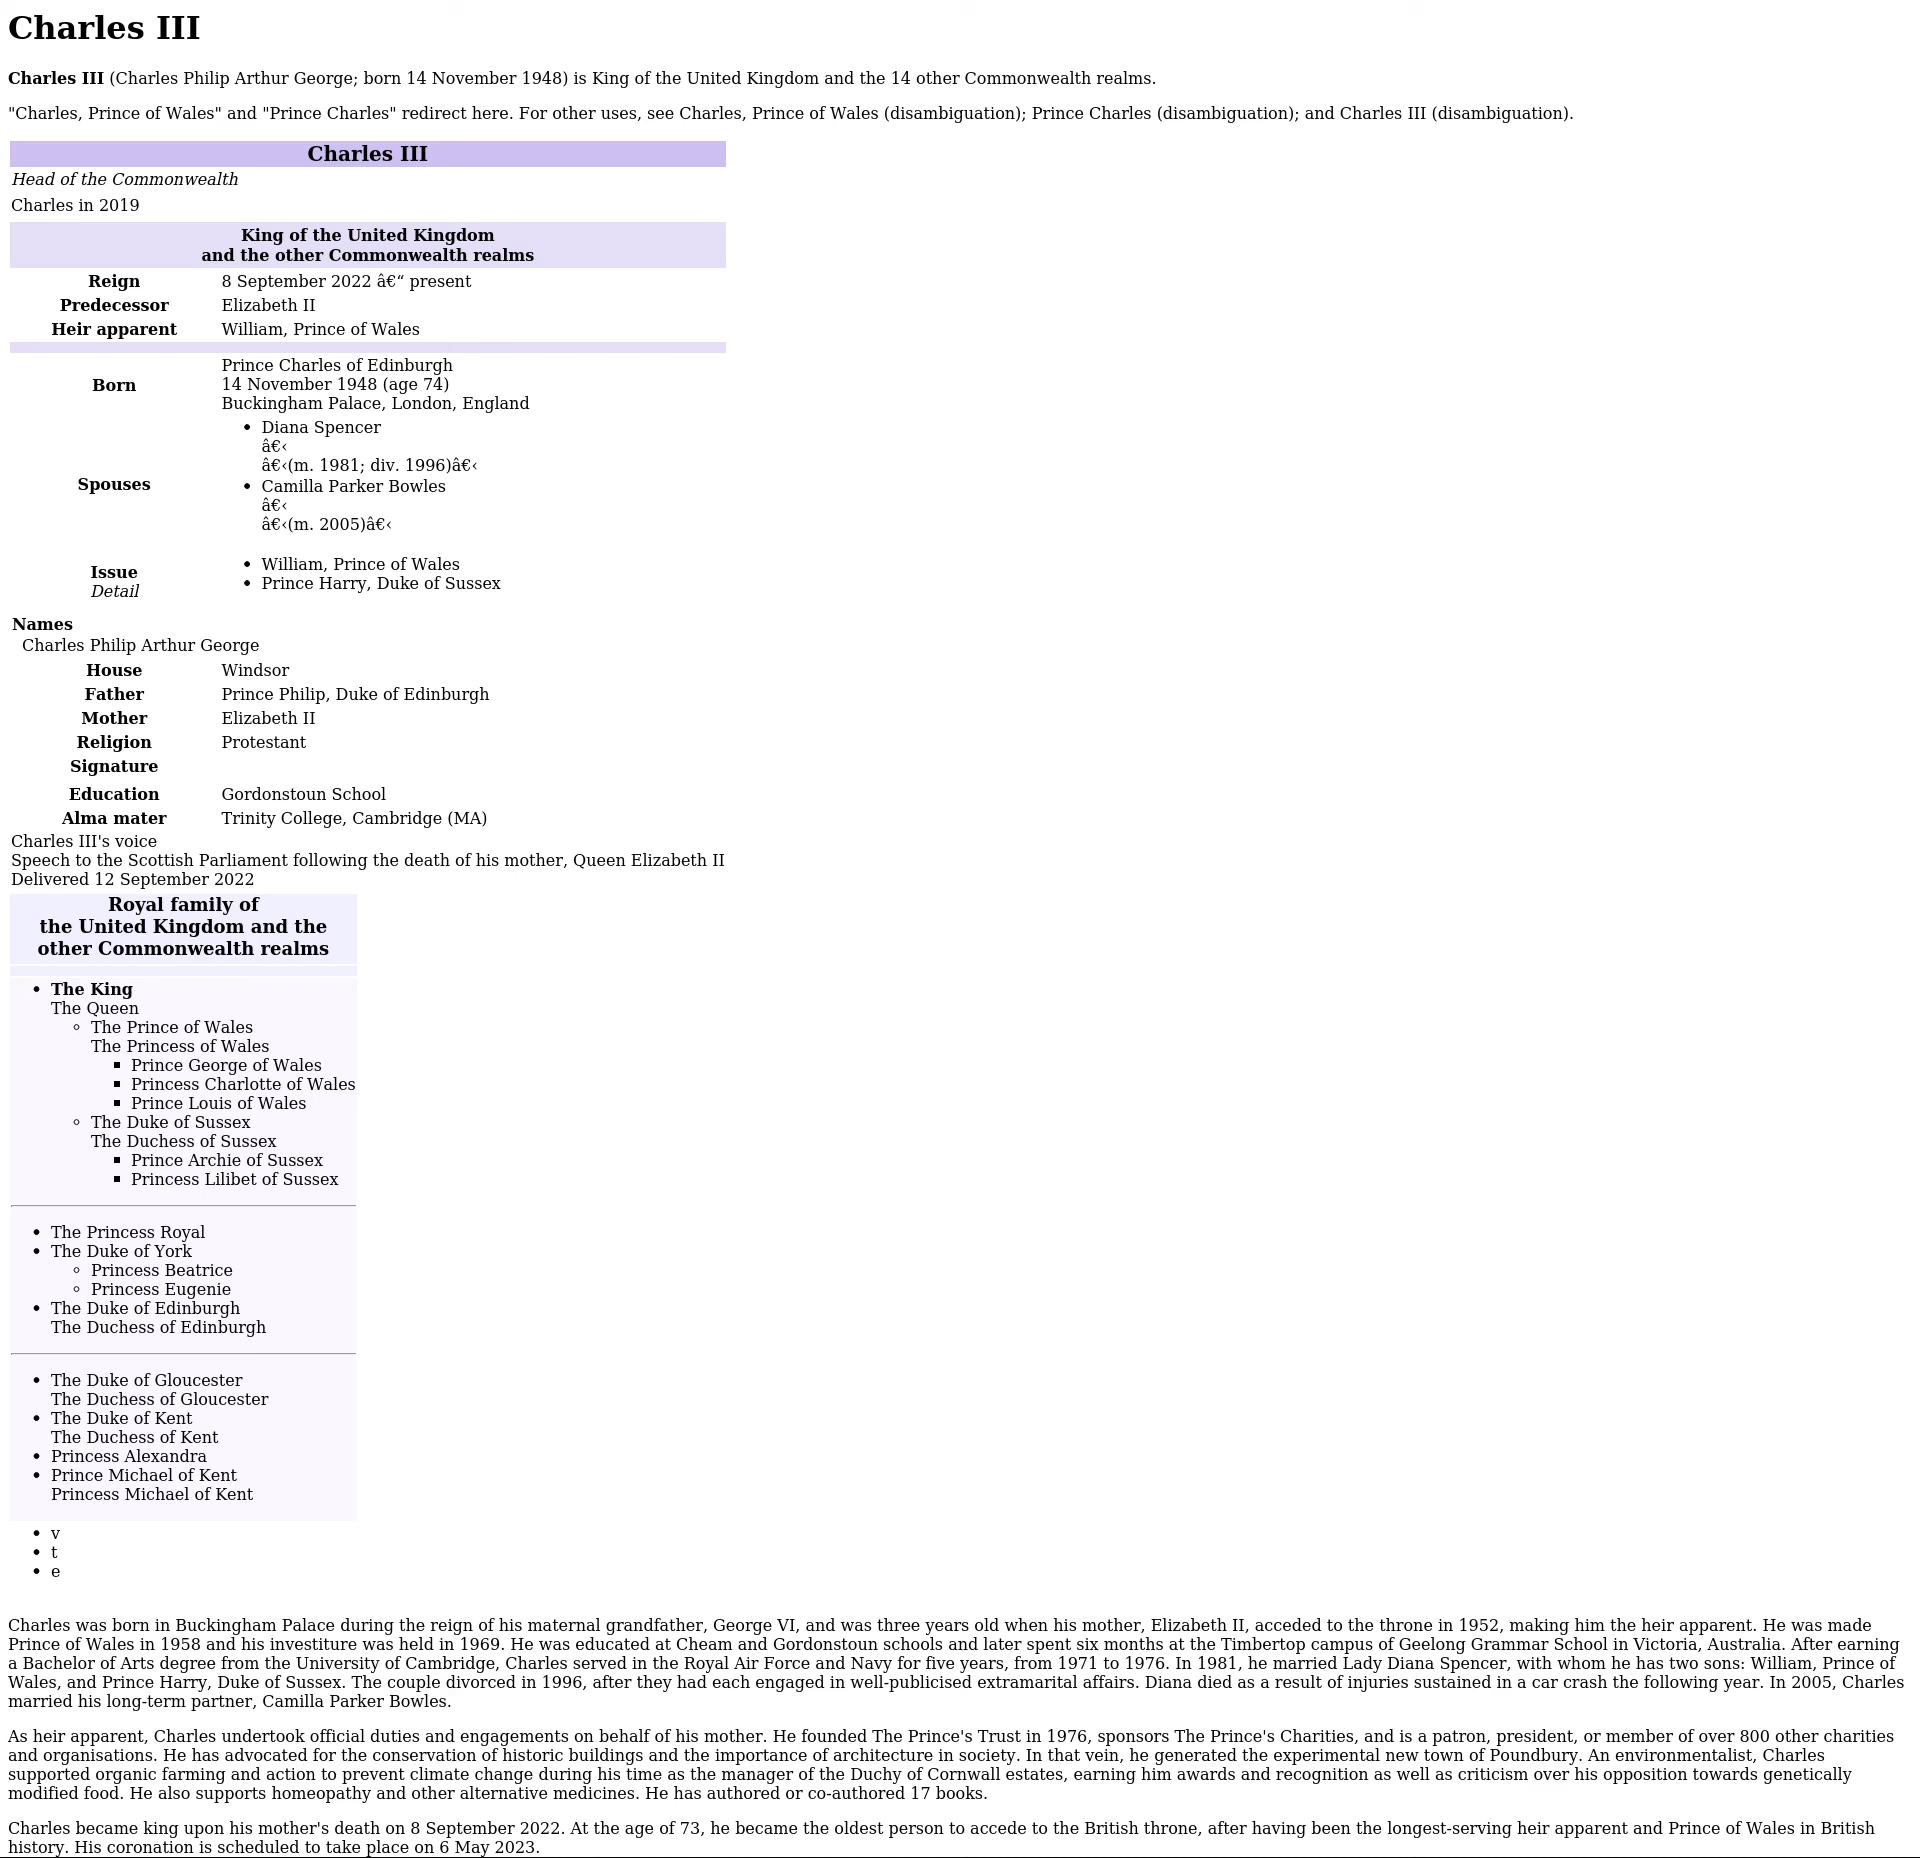 Charles III
Charles III (Charles Philip Arthur George; born 14 November 1948) is King of the United Kingdom and the 14 other Commonwealth realms.
"Charles, Prince of Wales" and "Prince Charles" redirect here. For other uses, see Charles, Prince of Wales (disambiguation); Prince Charles (disambiguation); and Charles III (disambiguation).
Charles III
Head of the Commonwealth
Charles in 2019
King of the United Kingdom
and the other Commonwealth realms
Reign 8 September 2022 â€“ present
Predecessor Elizabeth II
Heir apparent William, Prince of Wales
Born Prince Charles of Edinburgh
14 November 1948 (age 74)
Buckingham Palace, London, England
Spouses
• Diana Spencer
â€‹
â€‹(m. 1981; div. 1996)â€‹
• Camilla Parker Bowles
â€‹
â€‹(m. 2005)â€‹
Issue
Detail
• William, Prince of Wales
• Prince Harry, Duke of Sussex
Names
Charles Philip Arthur George
House Windsor
Father Prince Philip, Duke of Edinburgh
Mother Elizabeth II
Religion Protestant
Signature
Education Gordonstoun School
Alma mater Trinity College, Cambridge (MA)
Charles III's voice
Speech to the Scottish Parliament following the death of his mother, Queen Elizabeth II
Delivered 12 September 2022
Royal family of
the United Kingdom and the
other Commonwealth realms
• The King
The Queen
◦ The Prince of Wales
The Princess of Wales
▪ Prince George of Wales
▪ Princess Charlotte of Wales
▪ Prince Louis of Wales
◦ The Duke of Sussex
The Duchess of Sussex
▪ Prince Archie of Sussex
▪ Princess Lilibet of Sussex
• The Princess Royal
• The Duke of York
◦ Princess Beatrice
◦ Princess Eugenie
• The Duke of Edinburgh
The Duchess of Edinburgh
• The Duke of Gloucester
The Duchess of Gloucester
• The Duke of Kent
The Duchess of Kent
• Princess Alexandra
• Prince Michael of Kent
Princess Michael of Kent
• v
• t
• e
Charles was born in Buckingham Palace during the reign of his maternal grandfather, George VI, and was three years old when his mother, Elizabeth II, acceded to the throne in 1952, making him the heir apparent. He was made
Prince of Wales in 1958 and his investiture was held in 1969. He was educated at Cheam and Gordonstoun schools and later spent six months at the Timbertop campus of Geelong Grammar School in Victoria, Australia. After earning
a Bachelor of Arts degree from the University of Cambridge, Charles served in the Royal Air Force and Navy for five years, from 1971 to 1976. In 1981, he married Lady Diana Spencer, with whom he has two sons: William, Prince of
Wales, and Prince Harry, Duke of Sussex. The couple divorced in 1996, after they had each engaged in well-publicised extramarital affairs. Diana died as a result of injuries sustained in a car crash the following year. In 2005, Charles
married his long-term partner, Camilla Parker Bowles.
As heir apparent, Charles undertook official duties and engagements on behalf of his mother. He founded The Prince's Trust in 1976, sponsors The Prince's Charities, and is a patron, president, or member of over 800 other charities
and organisations. He has advocated for the conservation of historic buildings and the importance of architecture in society. In that vein, he generated the experimental new town of Poundbury. An environmentalist, Charles
supported organic farming and action to prevent climate change during his time as the manager of the Duchy of Cornwall estates, earning him awards and recognition as well as criticism over his opposition towards genetically
modified food. He also supports homeopathy and other alternative medicines. He has authored or co-authored 17 books.
Charles became king upon his mother's death on 8 September 2022. At the age of 73, he became the oldest person to accede to the British throne, after having been the longest-serving heir apparent and Prince of Wales in British
history. His coronation is scheduled to take place on 6 May 2023.